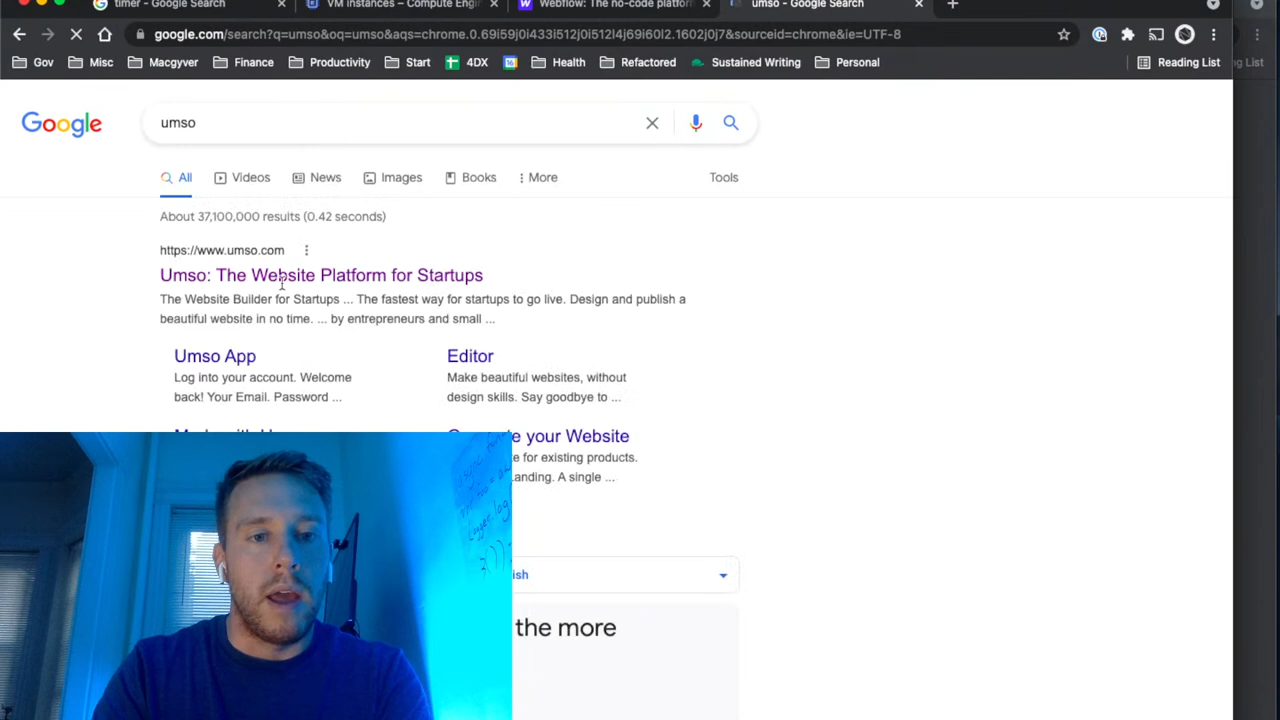 timer - Google Search
VM instances – Compute Engi
Webflow: The no-code platform
umso - Google Search
google.com/search?q=umso&oq=umso&aqs=chrome.0.69i59j0i433i512j0i512l4j69i60l2.1602j0j7&sourceid=chrome&ie=UTF-8
Gov Misc Macgyver Finance Productivity Start 4DX Health Refactored Sustained Writing Personal Reading List
Google
umso
All Videos News Images Books More Tools
About 37,100,000 results (0.42 seconds)
https://www.umso.com
Umso: The Website Platform for Startups
The Website Builder for Startups ... The fastest way for startups to go live. Design and publish a
beautiful website in no time. ... by entrepreneurs and small ...
Umso App
Log into your account. Welcome
back! Your Email. Password ...
Editor
Make beautiful websites, without
design skills. Say goodbye to ...
your Website
for existing products.
anding. A single ...
ish
the more